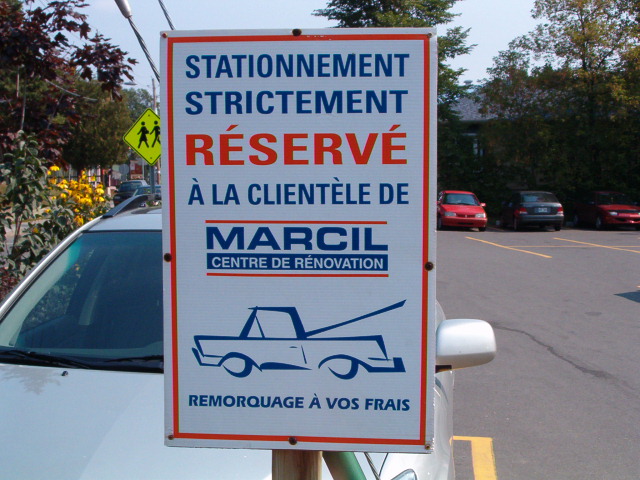 STATIONNEMENT
STRICTEMENT
RÉSERVÉ
À LA CLIENTÈLE DE
MARCIL
CENTRE DE RÉNOVATION
REMORQUAGE À VOS FRAIS